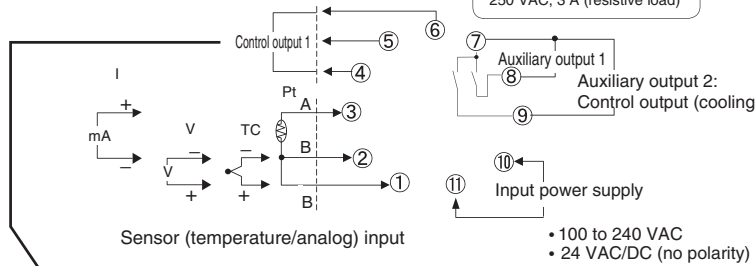 250 VAC, 3 A (resistive load)
Control output 1
⑥
⑤
④
⑦
Auxiliary output 1
⑧
Auxiliary output 2:
Control output (cooling
⑨
I
+
mA
−
V
−
V
+
TC
−
+
Pt
A
③
B
②
①
B
⑩
⑪
Input power supply
Sensor (temperature/analog) input
• 100 to 240 VAC
• 24 VAC/DC (no polarity)